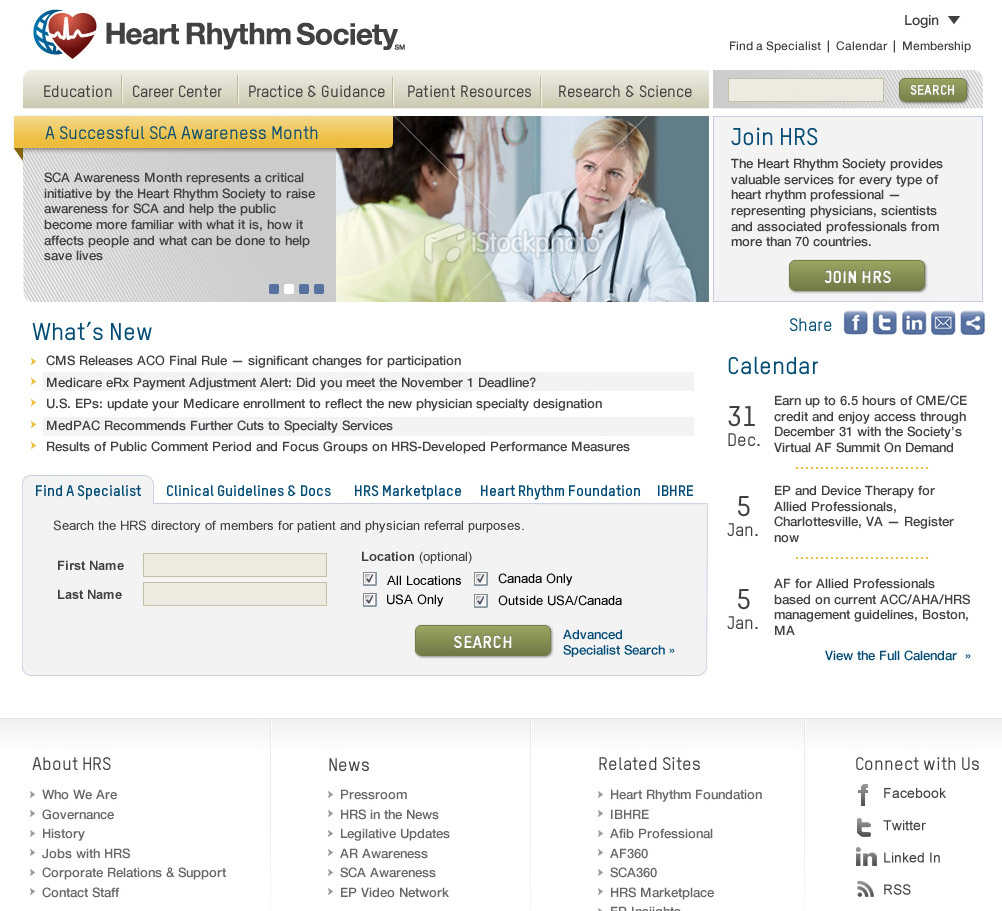 Heart Rhythm Society SM
Login
Find a Specialist | Calendar | Membership
Education
Career Center
Practice & Guidance
Patient Resources
Research & Science
SEARCH
A Successful SCA Awareness Month
SCA Awareness Month represents a critical
initiative by the Heart Rhythm Society to raise
awareness for SCA and help the public
become more familiar with what it is, how it
affects people and what can be done to help
save lives
iStockphoto
Join HRS
The Heart Rhythm Society provides
valuable services for every type of
heart rhythm professional —
representing physicians, scientists
and associated professionals from
more than 70 countries.
JOIN HRS
Share
What's New
CMS Releases ACO Final Rule — significant changes for participation
Medicare eRx Payment Adjustment Alert: Did you meet the November 1 Deadline?
U.S. EPs: update your Medicare enrollment to reflect the new physician specialty designation
MedPAC Recommends Further Cuts to Specialty Services
Results of Public Comment Period and Focus Groups on HRS-Developed Performance Measures
Calendar
31
Dec.
Earn up to 6.5 hours of CME/CE
credit and enjoy access through
December 31 with the Society's
Virtual AF Summit On Demand
5
Jan.
EP and Device Therapy for
Allied Professionals,
Charlottesville, VA — Register
now
5
Jan.
AF for Allied Professionals
based on current ACC/AHA/HRS
management guidelines, Boston,
MA
View the Full Calendar »
Find A Specialist
Clinical Guidelines & Docs
HRS Marketplace
Heart Rhythm Foundation
IBHRE
Search the HRS directory of members for patient and physician referral purposes.
First Name
Last Name
Location (optional)
All Locations
Canada Only
USA Only
Outside USA/Canada
SEARCH
Advanced
Specialist Search »
About HRS
Who We Are
Governance
History
Jobs with HRS
Corporate Relations & Support
Contact Staff
News
Pressroom
HRS in the News
Legilative Updates
AR Awareness
SCA Awareness
EP Video Network
Related Sites
Heart Rhythm Foundation
IBHRE
Afib Professional
AF360
SCA360
HRS Marketplace
Connect with Us
Facebook
Twitter
Linked In
RSS